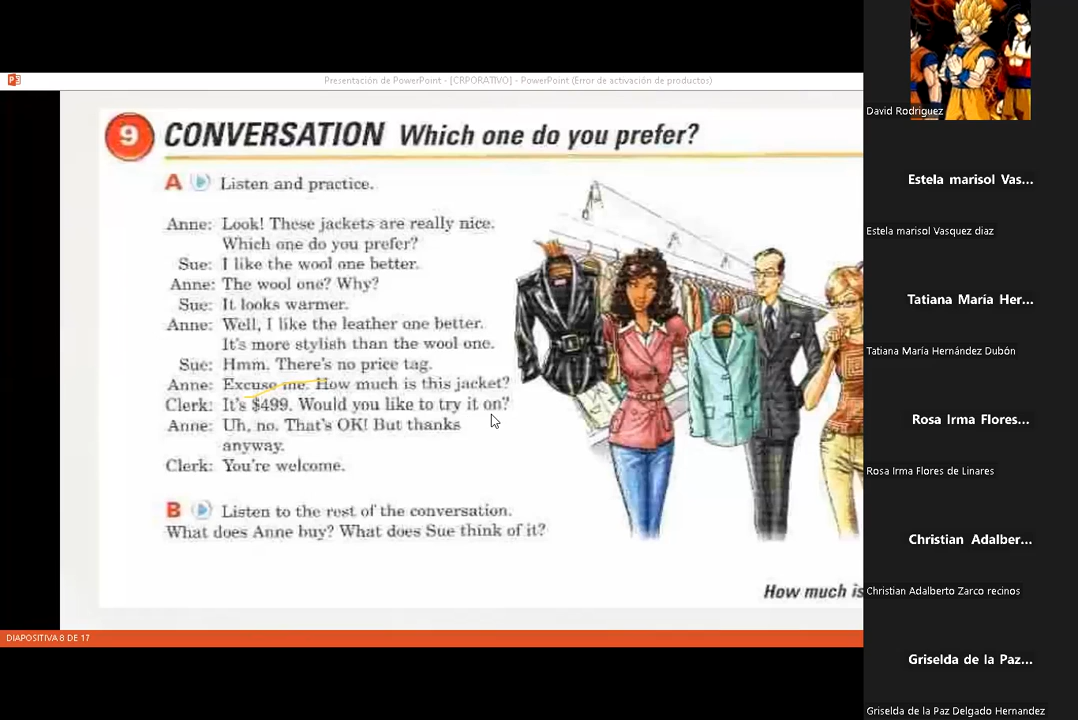 Presentación de PowerPoint - [CRPORATIVO] - PowerPoint (Error de activación de productos)
9 CONVERSATION Which one do you prefer?
A Listen and practice.
Anne: Look! These jackets are really nice.
Which one do you prefer?
Sue: I like the wool one better.
Anne: The wool one? Why?
Sue: It looks warmer.
Anne: Well, I like the leather one better.
It's more stylish than the wool one.
Sue: Hmm. There's no price tag.
Anne: Excuse me. How much is this jacket?
Clerk: It's $499. Would you like to try it on?
Anne: Uh, no. That's OK! But thanks
anyway.
Clerk: You're welcome.
B Listen to the rest of the conversation.
What does Anne buy? What does Sue think of it?
How much is
DIAPOSITIVA 8 DE 17
David Rodriguez
Estela marisol Vas...
Estela marisol Vasquez diaz
Tatiana María Her...
Tatiana María Hernández Dubón
Rosa Irma Flores...
Rosa Irma Flores de Linares
Christian Adalber...
Christian Adalberto Zarco recinos
Griselda de la Paz...
Griselda de la Paz Delgado Hernandez